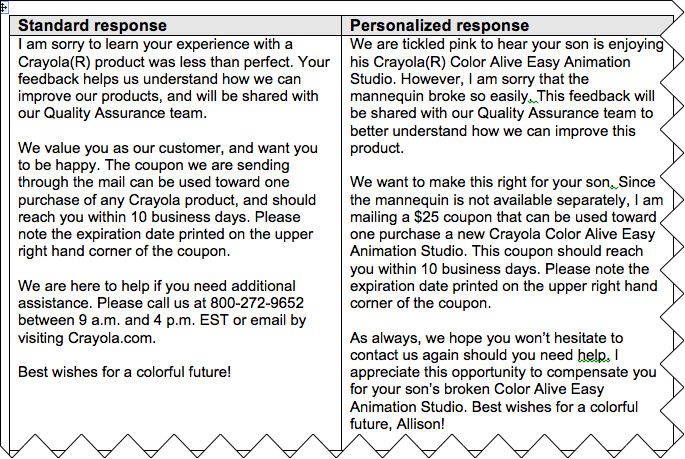 Standard response
I am sorry to learn your experience with a
Crayola(R) product was less than perfect. Your
feedback helps us understand how we can
improve our products, and will be shared with
our Quality Assurance team.
We value you as our customer, and want you
to be happy. The coupon we are sending
through the mail can be used toward one
purchase of any Crayola product, and should
reach you within 10 business days. Please
note the expiration date printed on the upper
right hand corner of the coupon.
We are here to help if you need additional
assistance. Please call us at 800-272-9652
between 9 a.m. and 4 p.m. EST or email by
visiting Crayola.com.
Best wishes for a colorful future!
Personalized response
We are tickled pink to hear your son is enjoying
his Crayola(R) Color Alive Easy Animation
Studio. However, I am sorry that the
mannequin broke so easily. This feedback will
be shared with our Quality Assurance team to
better understand how we can improve this
product.
We want to make this right for your son. Since
the mannequin is not available separately, I am
mailing a $25 coupon that can be used toward
one purchase a new Crayola Color Alive Easy
Animation Studio. This coupon should reach
you within 10 business days. Please note the
expiration date printed on the upper right hand
corner of the coupon.
As always, we hope you won’t hesitate to
contact us again should you need help. I
appreciate this opportunity to compensate you
for your son’s broken Color Alive Easy
Animation Studio. Best wishes for a colorful
future, Allison!